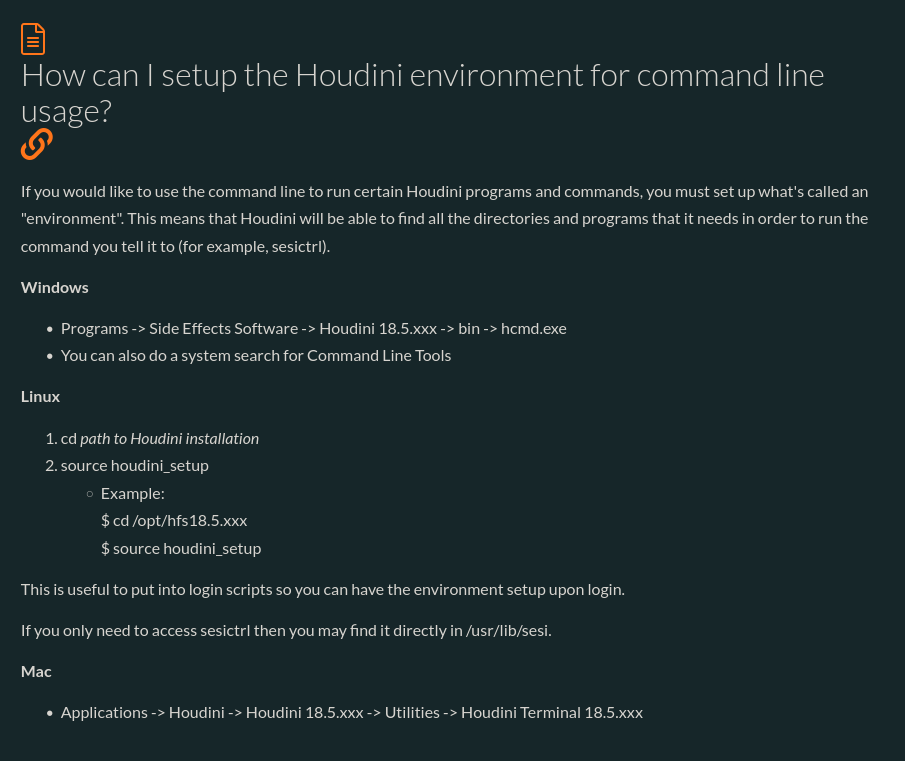 How can I setup the Houdini environment for command line
usage?
If you would like to use the command line to run certain Houdini programs and commands, you must set up what's called an
"environment". This means that Houdini will be able to find all the directories and programs that it needs in order to run the
command you tell it to (for example, sesictrl).
Windows
• Programs -> Side Effects Software -> Houdini 18.5.xxx -> bin -> hcmd.exe
• You can also do a system search for Command Line Tools
Linux
1. cd path to Houdini installation
2. source houdini_setup
○ Example:
$ cd /opt/hfs18.5.xxx
$ source houdini_setup
This is useful to put into login scripts so you can have the environment setup upon login.
If you only need to access sesictrl then you may find it directly in /usr/lib/sesi.
Mac
• Applications -> Houdini -> Houdini 18.5.xxx -> Utilities -> Houdini Terminal 18.5.xxx